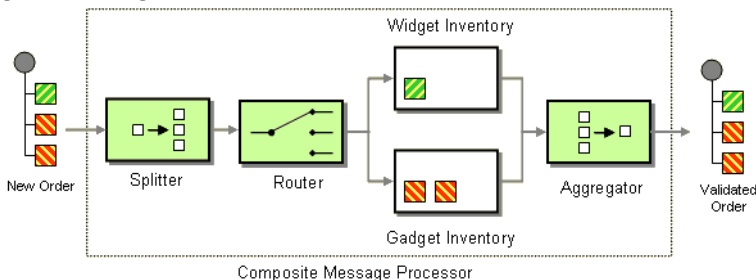 Widget Inventory
New Order
Splitter
Router
Aggregator
Validated
Order
Gadget Inventory
Composite Message Processor